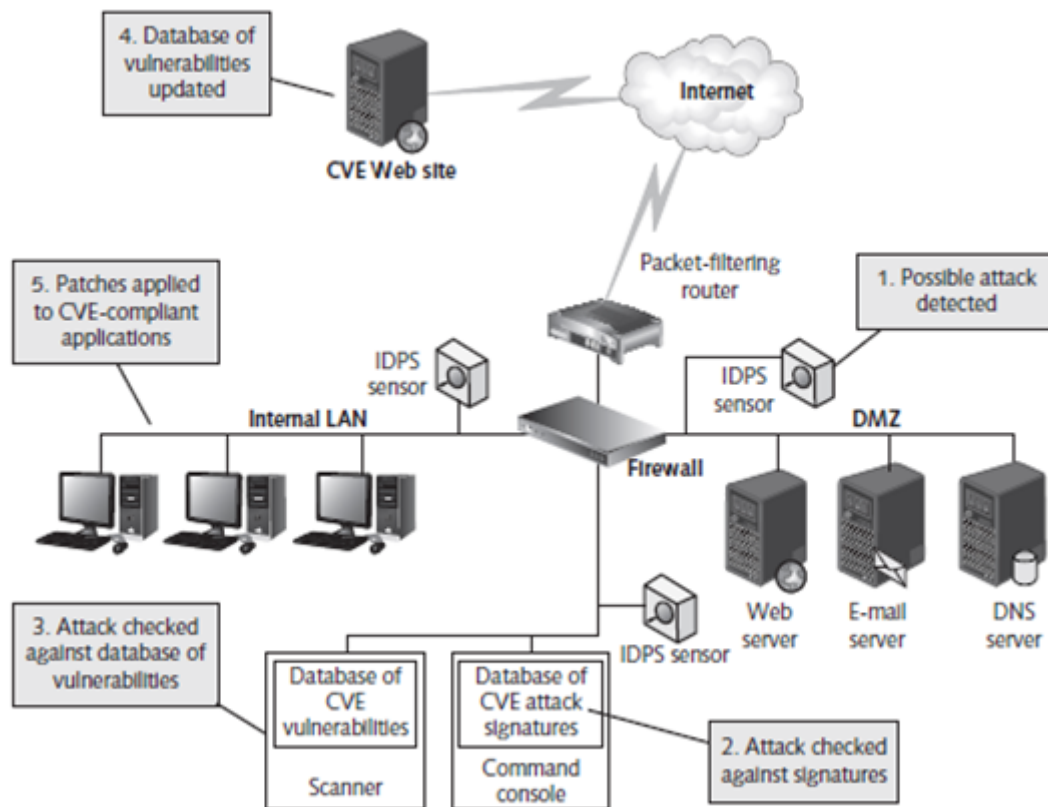 4. Database of
vulnerabilities
updated
Internet
CVE Web site
Packet-filtering
router
5. Patches applied
to CVE-compliant
applications
1. Possible attack
detected
IDPS
sensor
IDPS
sensor
Internal LAN
DMZ
Firewall
Web
server
E-mail
server
DNS
server
IDPS sensor
3. Attack checked
against database of
vulnerabilities
Database of
CVE
vulnerabilities
Scanner
Database of
CVE attack
signatures
Command
console
2. Attack checked
against signatures